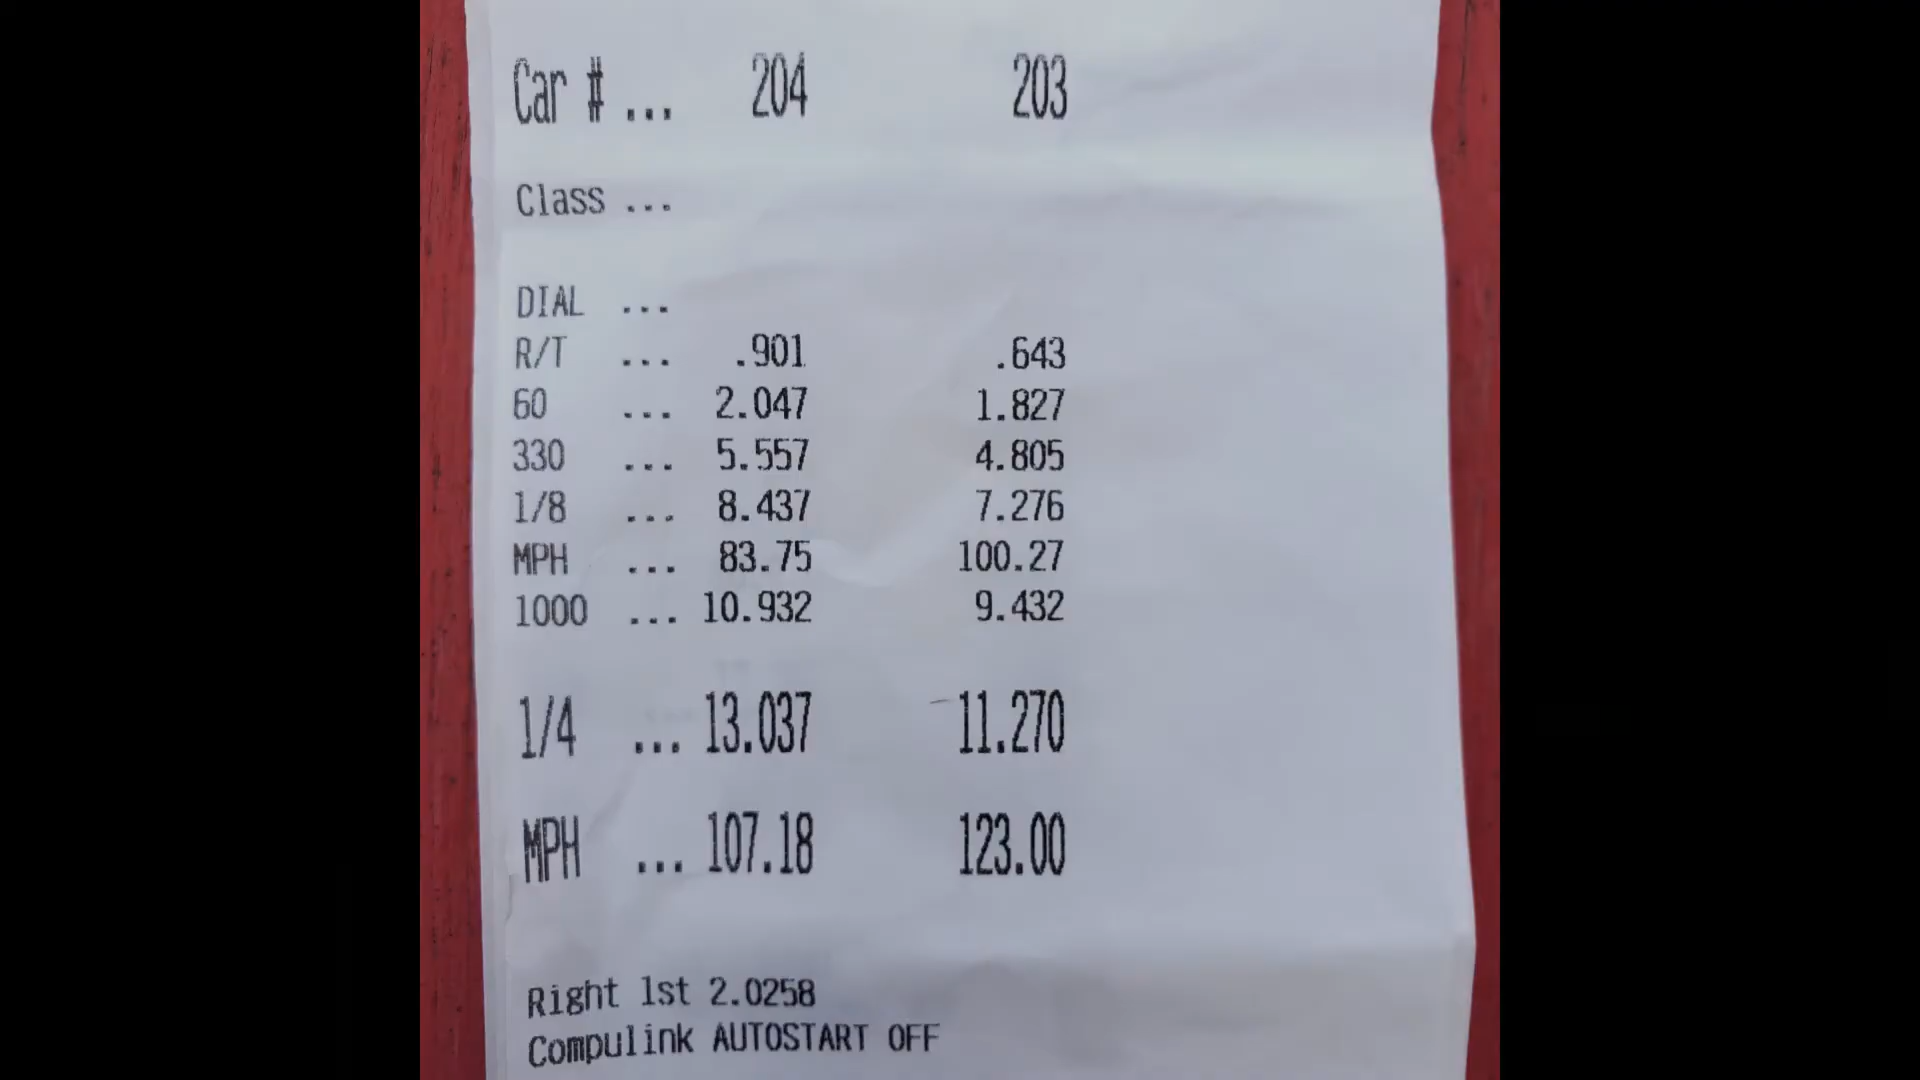 Car # ... 204 203
Class ...
DIAL ...
R/T ... .901 .643
60 ... 2.047 1.827
330 ... 5.557 4.805
1/8 ... 8.437 7.276
MPH ... 83.75 100.27
1000 ... 10.932 9.432
1/4 ... 13.037 11.270
MPH ... 107.18 123.00
Right 1st 2.0258
Compulink AUTOSTART OFF